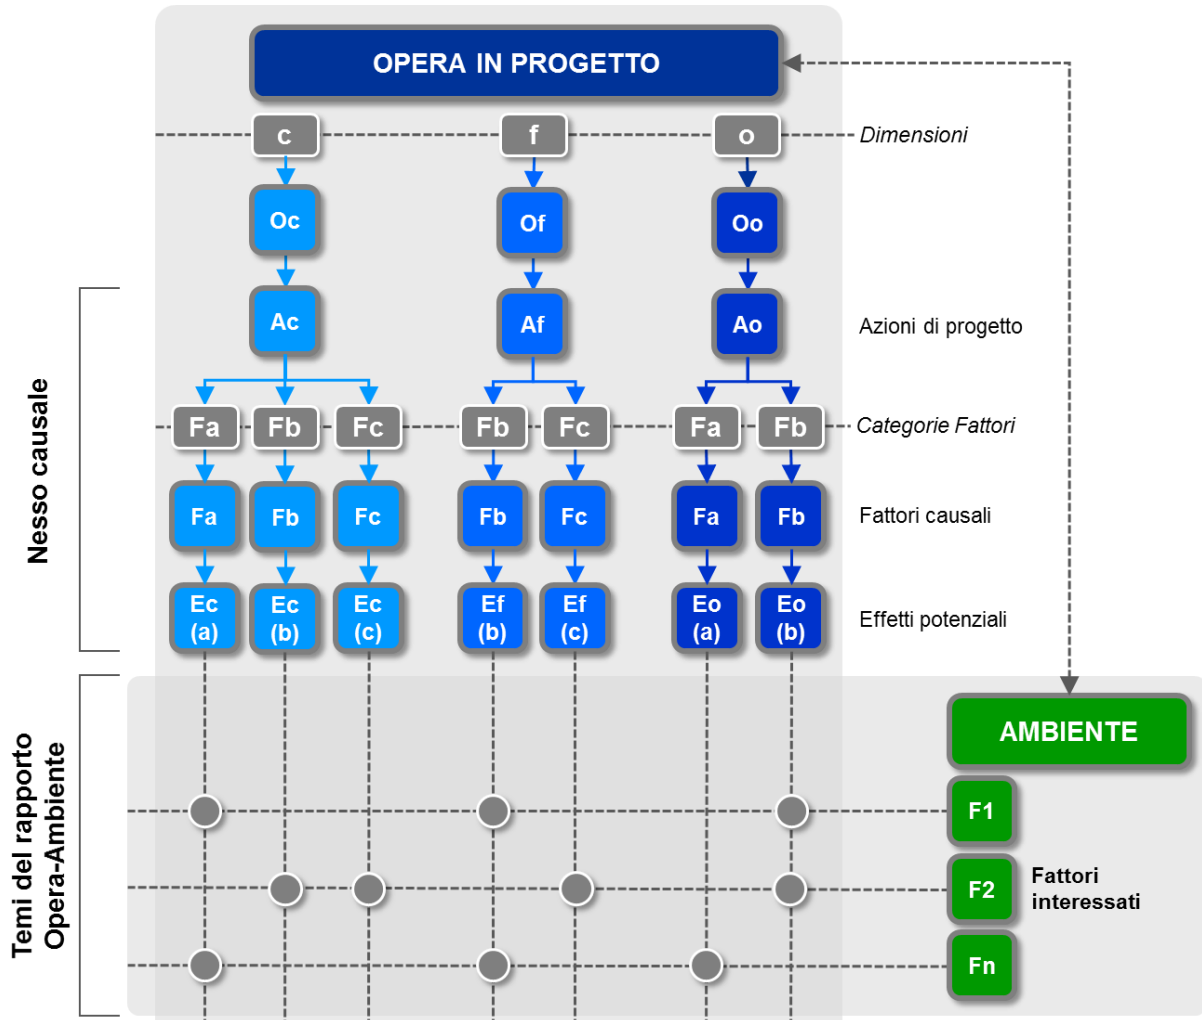 OPERA IN PROGETTO
c f o Dimensioni
Oc Of Oo
Ac Af Ao Azioni di progetto
Fa Fb Fc Fb Fc Fa Fb Categorie Fattori
Fa Fb Fc Fb Fc Fa Fb Fattori causali
Ec Ec Ec Ef Ef Eo Eo Effetti potenziali
(a) (b) (c) (b) (c) (a) (b)
Nesso causale
AMBIENTE
F1
F2 Fattori
interessati
Fn
Temi del rapporto
Opera-Ambiente